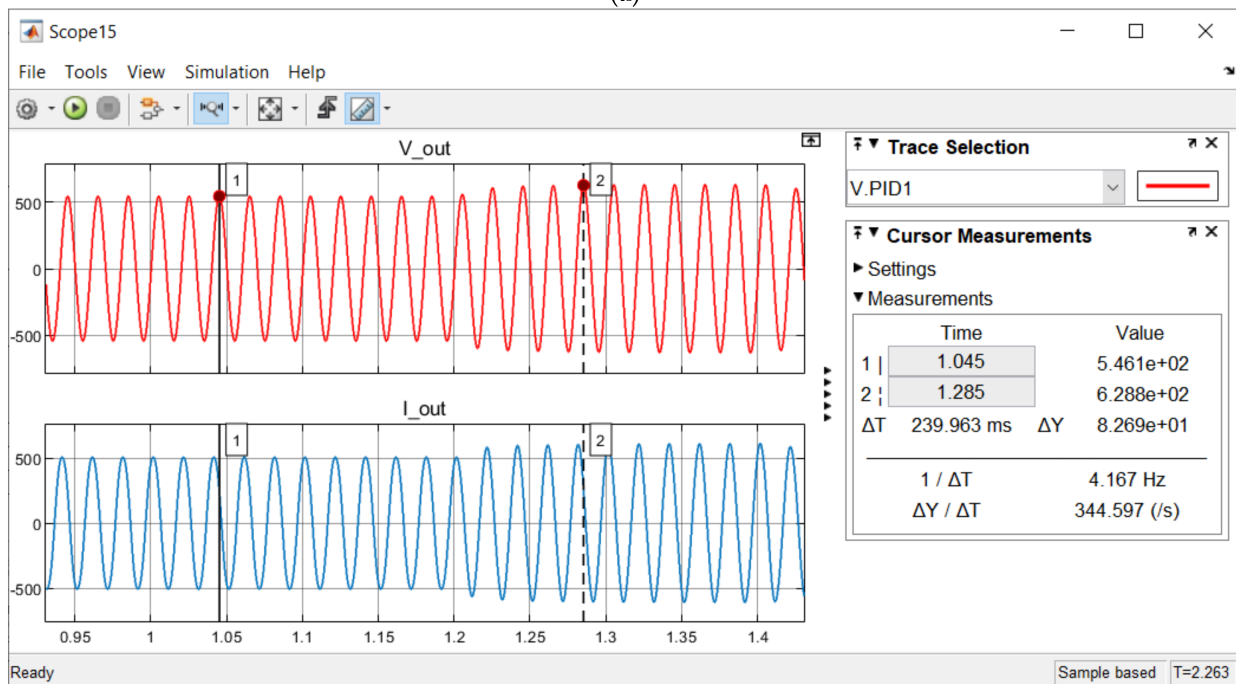 (a)
Scope15
File Tools View Simulation Help
V_out
1
2
500
0
-500
I_out
1
2
500
0
-500
0.95 1 1.05 1.1 1.15 1.2 1.25 1.3 1.35 1.4
Trace Selection
V.PID1
Cursor Measurements
Settings
Measurements
Time Value
1 | 1.045 5.461e+02
2 ¦ 1.285 6.288e+02
ΔT 239.963 ms ΔY 8.269e+01
1 / ΔT 4.167 Hz
ΔY / ΔT 344.597 (/s)
Ready Sample based T=2.263